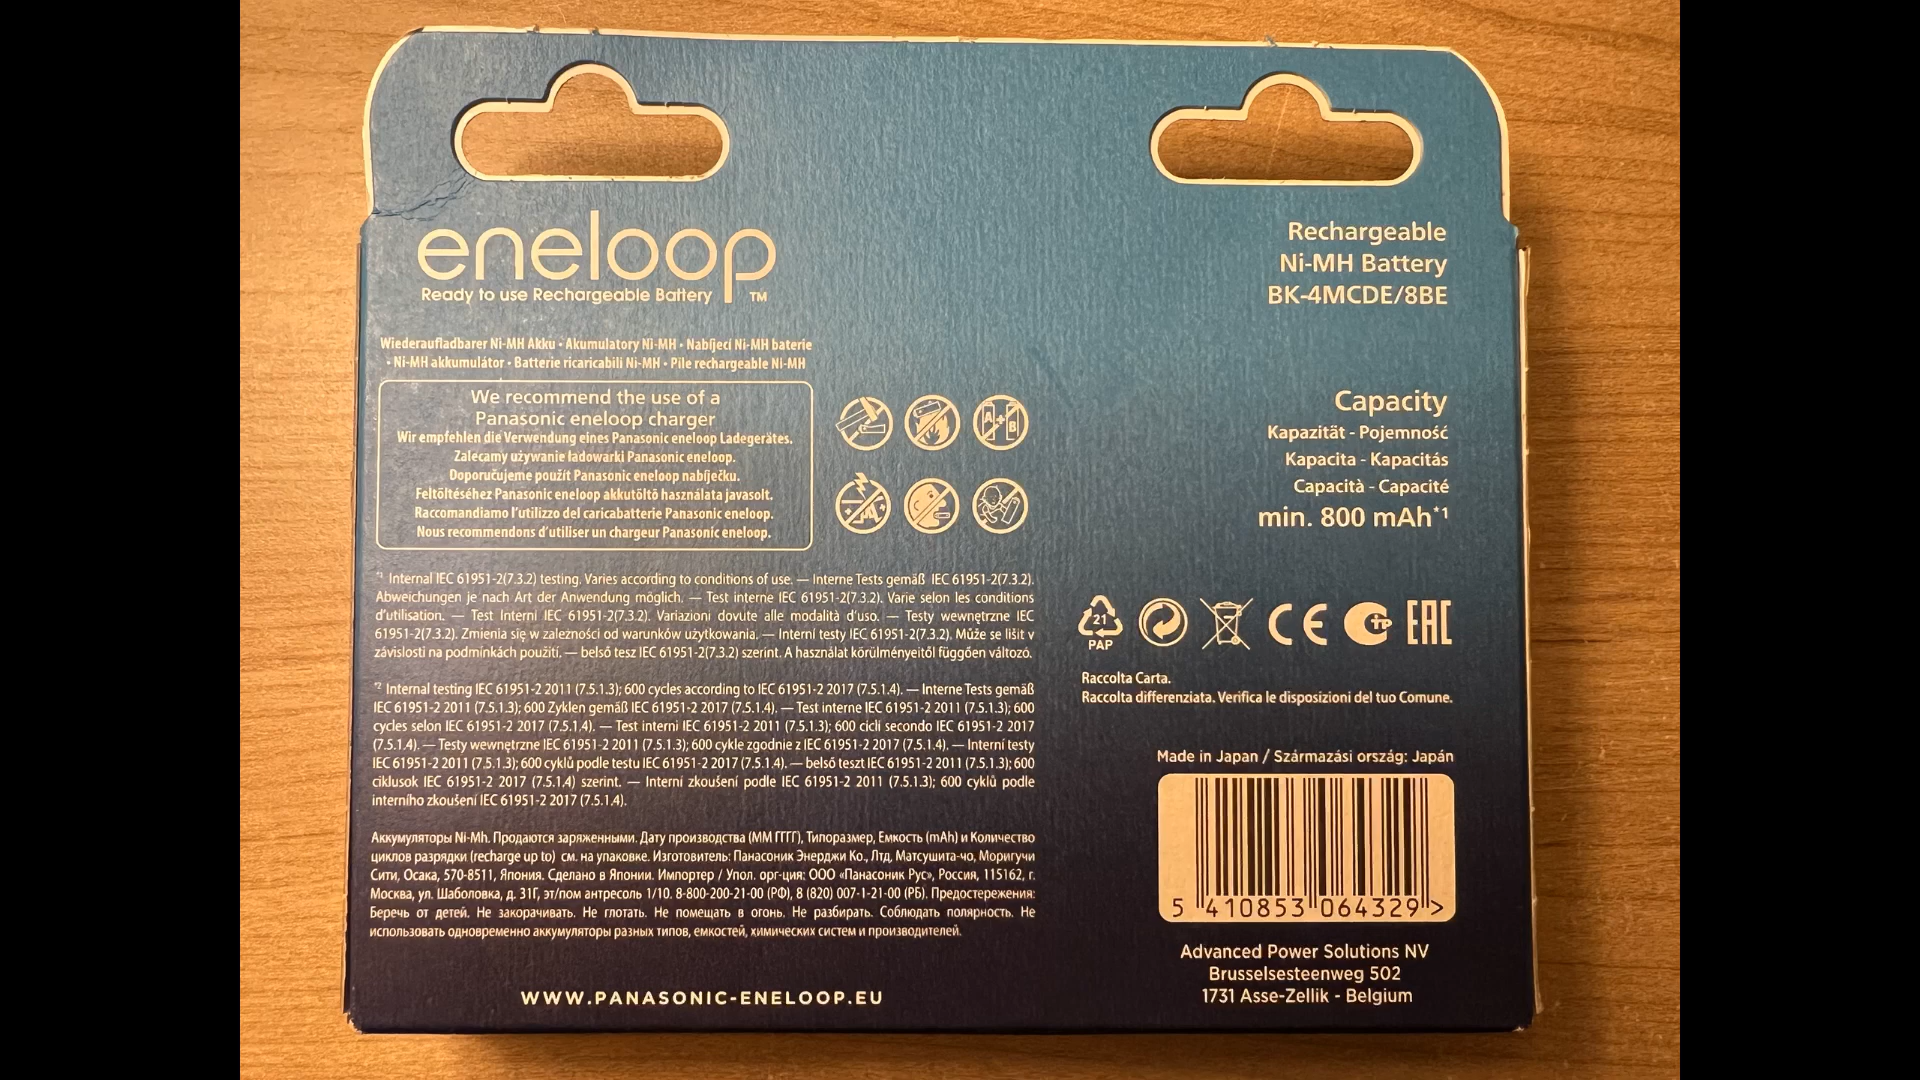 eneloop
Ready to use Rechargeable Battery ™
Rechargeable
Ni-MH Battery
BK-4MCDE/8BE
Wiederaufladbarer Ni-MH Akku • Akumulatory Ni-MH • Nabíjecí Ni-MH baterie
• Ni-MH akkumulátor • Batterie ricaricabili Ni-MH • Pile rechargeable Ni-MH
We recommend the use of a
Panasonic eneloop charger
Wir empfehlen die Verwendung eines Panasonic eneloop Ladegerätes.
Zalecamy używanie ładowarki Panasonic eneloop.
Doporučujeme použít Panasonic eneloop nabíječku.
Feltöltéséhez Panasonic eneloop akkutöltő használata javasolt.
Raccomandiamo l'utilizzo del caricabatterie Panasonic eneloop.
Nous recommendons d'utiliser un chargeur Panasonic eneloop.
A + B
Capacity
Kapazität - Pojemność
Kapacita - Kapacitás
Capacità - Capacité
min. 800 mAh*1
*1 Internal IEC 61951-2(7.3.2) testing. Varies according to conditions of use. — Interne Tests gemäß IEC 61951-2(7.3.2).
Abweichungen je nach Art der Anwendung möglich. — Test interne IEC 61951-2(7.3.2). Varie selon les conditions
d'utilisation. — Test Interni IEC 61951-2(7.3.2). Variazioni dovute alle modalità d'uso. — Testy wewnętrzne IEC
61951-2(7.3.2). Zmienia się w zależności od warunków użytkowania. — Interní testy IEC 61951-2(7.3.2). Může se lišit v
závislosti na podmínkách použití. — belső tesz IEC 61951-2(7.3.2) szerint. A használat körülményeitől függően változó.
*2 Internal testing IEC 61951-2 2011 (7.5.1.3); 600 cycles according to IEC 61951-2 2017 (7.5.1.4). — Interne Tests gemäß
IEC 61951-2 2011 (7.5.1.3); 600 Zyklen gemäß IEC 61951-2 2017 (7.5.1.4). — Test interne IEC 61951-2 2011 (7.5.1.3); 600
cycles selon IEC 61951-2 2017 (7.5.1.4). — Test interni IEC 61951-2 2011 (7.5.1.3); 600 cicli secondo IEC 61951-2 2017
(7.5.1.4). — Testy wewnętrzne IEC 61951-2 2011 (7.5.1.3); 600 cykle zgodnie z IEC 61951-2 2017 (7.5.1.4). — Interní testy
IEC 61951-2 2011 (7.5.1.3); 600 cyklů podle testu IEC 61951-2 2017 (7.5.1.4). — belső teszt IEC 61951-2 2011 (7.5.1.3); 600
ciklusok IEC 61951-2 2017 (7.5.1.4) szerint. — Interní zkoušení podle IEC 61951-2 2011 (7.5.1.3); 600 cyklů podle
interního zkoušení IEC 61951-2 2017 (7.5.1.4).
Аккумуляторы Ni-Mh. Продаются заряженными. Дату производства (ММ ГГГГ), Типоразмер, Емкость (mAh) и Количество
циклов разрядки (recharge up to) см. на упаковке. Изготовитель: Панасоник Энерджи Ко., Лтд, Матсушита-чо, Моригучи
Сити, Осака, 570-8511, Япония. Сделано в Японии. Импортер / Упол. орг-ция: ООО «Панасоник Рус», Россия, 115162, г.
Москва, ул. Шаболовка, д. 31Г, эт/пом антресоль 1/10. 8-800-200-21-00 (РФ), 8 (820) 007-1-21-00 (РБ). Предостережения:
Беречь от детей. Не закорачивать. Не глотать. Не помещать в огонь. Не разбирать. Соблюдать полярность. Не
использовать одновременно аккумуляторы разных типов, емкостей, химических систем и производителей.
WWW.PANASONIC-ENELOOP.EU
21
PAP
CE
EAC
Raccolta Carta.
Raccolta differenziata. Verifica le disposizioni del tuo Comune.
Made in Japan / Származási ország: Japán
5 410853 064329 >
Advanced Power Solutions NV
Brusselsesteenweg 502
1731 Asse-Zellik - Belgium